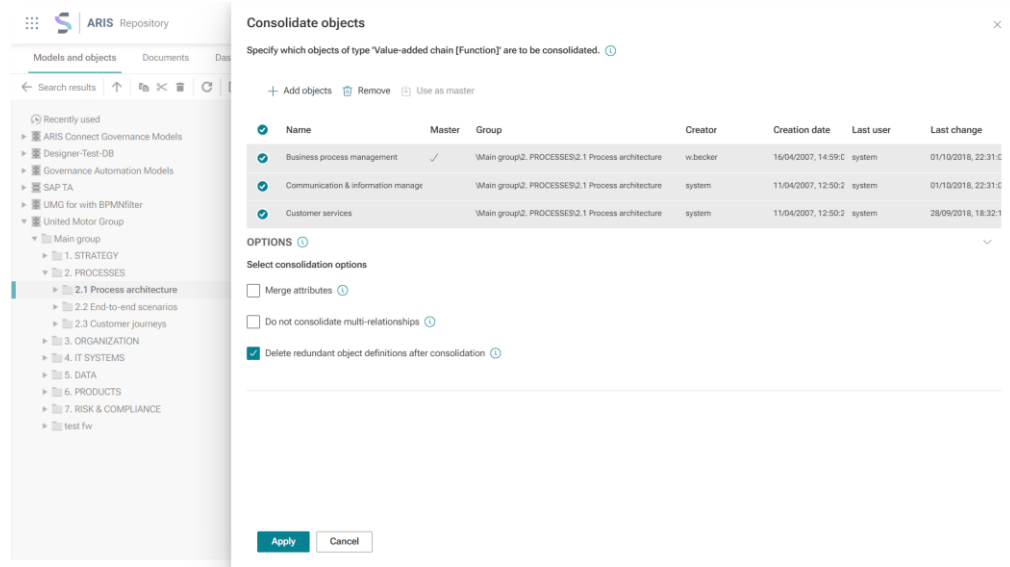 ARIS Repository
Models and objects Documents Das
Search results
Recently used
ARIS Connect Governance Models
Designer-Test-DB
Governance Automation Models
SAP TA
UMG for with BPMNfilter
United Motor Group
Main group
1. STRATEGY
2. PROCESSES
2.1 Process architecture
2.2 End-to-end scenarios
2.3 Customer journeys
3. ORGANIZATION
4. IT SYSTEMS
5. DATA
6. PRODUCTS
7. RISK & COMPLIANCE
test fw
Consolidate objects
Specify which objects of type 'Value-added chain [Function]' are to be consolidated.
Add objects Remove Use as master
Name Master Group Creator Creation date Last user Last change
Business process management \Main group\2. PROCESSES\2.1 Process architecture w.becker 16/04/2007, 14:59:0 system 01/10/2018, 22:31:0
Communication & information manage \Main group\2. PROCESSES\2.1 Process architecture system 11/04/2007, 12:50:2 system 01/10/2018, 22:31:0
Customer services \Main group\2. PROCESSES\2.1 Process architecture system 11/04/2007, 12:50:2 system 28/09/2018, 18:32:1
OPTIONS
Select consolidation options
Merge attributes
Do not consolidate multi-relationships
Delete redundant object definitions after consolidation
Apply Cancel